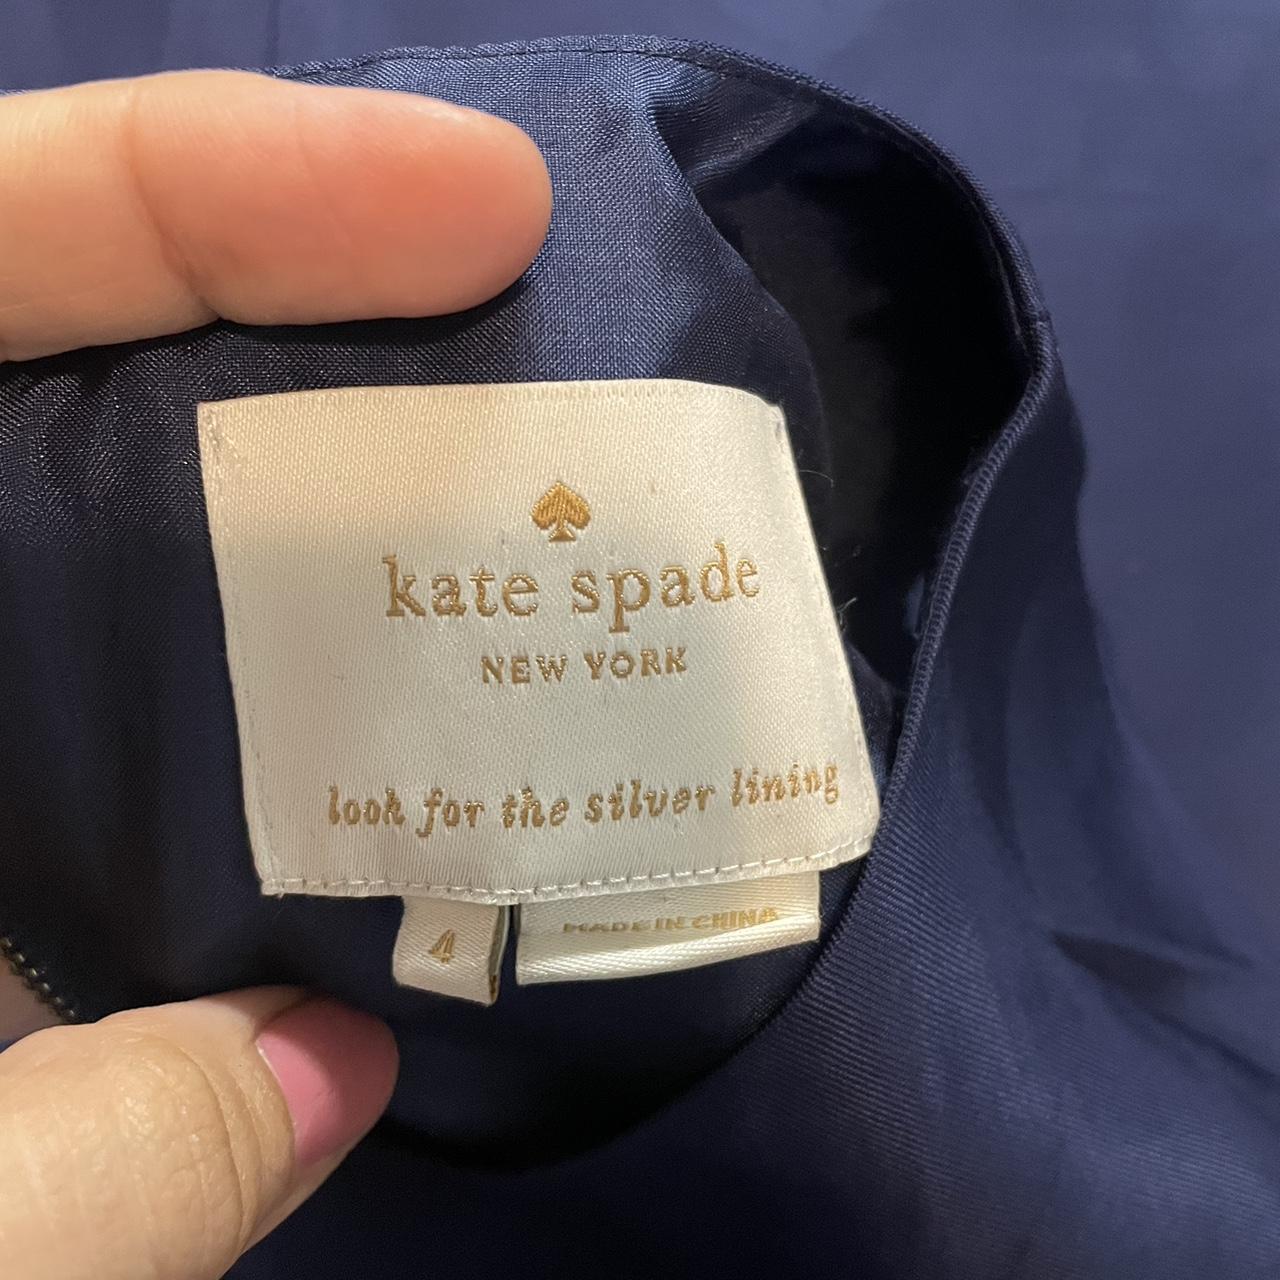 kate spade
NEW YORK
look for the silver lining
4
MADE IN CHINA